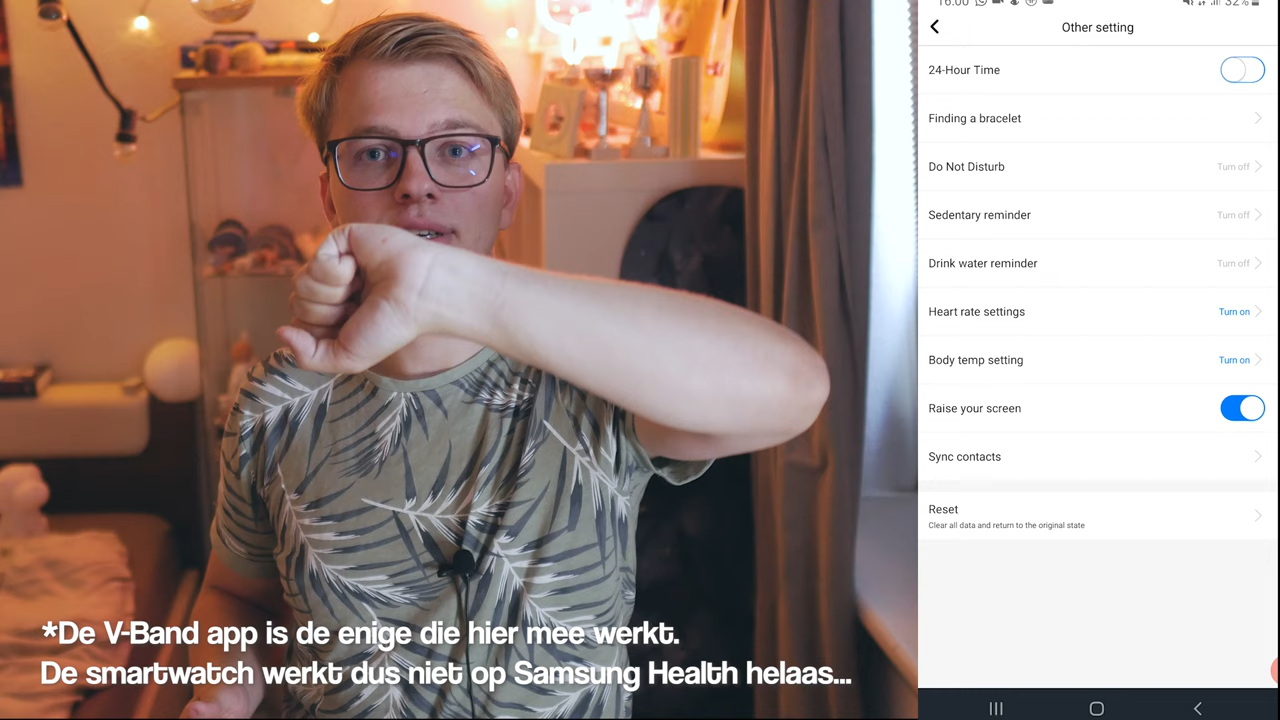 16:00 32%
Other setting
24-Hour Time
Finding a bracelet
Do Not Disturb Turn off
Sedentary reminder Turn off
Drink water reminder Turn off
Heart rate settings Turn on
Body temp setting Turn on
Raise your screen
Sync contacts
Reset
Clear all data and return to the original state
*De V-Band app is de enige die hier mee werkt.
De smartwatch werkt dus niet op Samsung Health helaas...